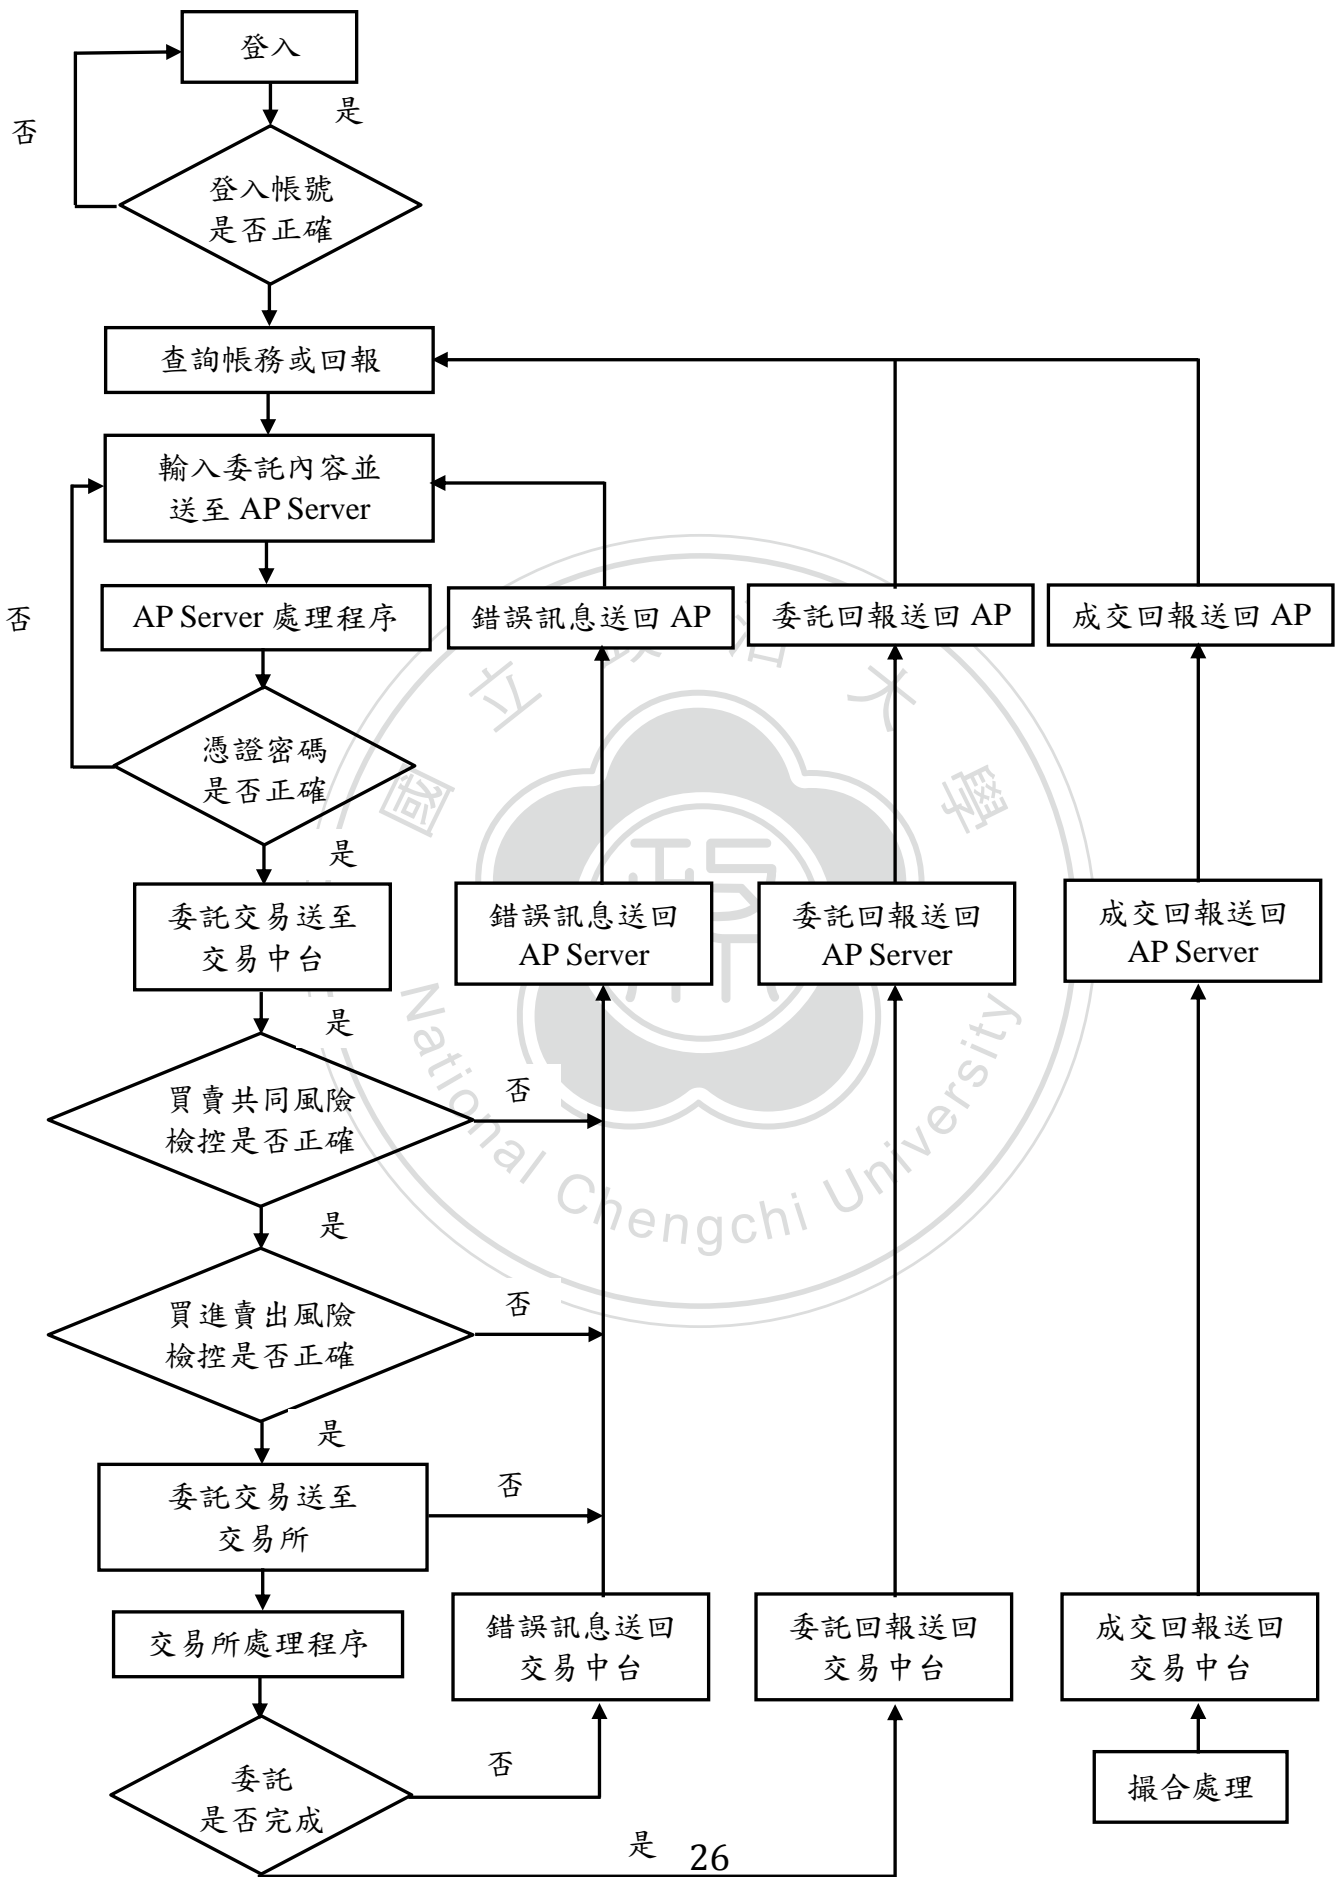 登入
是
否
登入帳號
是否正確
查詢帳務或回報
輸入委託內容並
送至 AP Server
否
AP Server 處理程序
錯誤訊息送回 AP
委託回報送回 AP
成交回報送回 AP
國立政治大學
憑證密碼
是否正確
是
委託交易送至
交易中台
錯誤訊息送回
AP Server
委託回報送回
AP Server
成交回報送回
AP Server
是
買賣共同風險
檢控是否正確
否
National Chengchi University
是
買進賣出風險
檢控是否正確
否
是
委託交易送至
交易所
否
交易所處理程序
錯誤訊息送回
交易中台
委託回報送回
交易中台
成交回報送回
交易中台
委託
是否完成
否
撮合處理
是
26